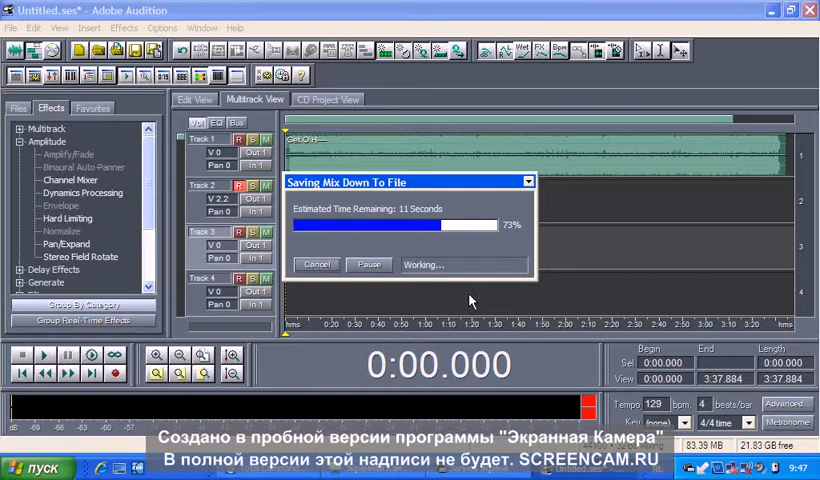 Untitled.ses* - Adobe Audition
File Edit View Insert Effects Options Window Help
Edit View Multitrack View CD Project View
Files Effects Favorites
Multitrack
Amplitude
Amplify/Fade
Binaural Auto-Panner
Channel Mixer
Dynamics Processing
Envelope
Hard Limiting
Normalize
Pan/Expand
Stereo Field Rotate
Delay Effects
Generate
Group By Category
Group Real-Time Effects
Vol EQ Bus
Track 1 R S M
V 0 Out 1
Pan 0 In 1
Track 2 R S M
V 2.2 Out 1
Pan 0 In 1
Track 3 R S M
V 0 Out 1
Pan 0 In 1
Track 4 R S M
V 0 Out 1
Pan 0 In 1
1
2
3
4
Saving Mix Down To File
Estimated Time Remaining: 11 Seconds
73%
Cancel Pause Working...
hms 0:20 0:30 0:40 0:50 1:00 1:10 1:20 1:30 1:40 1:50 2:00 2:10 2:20 2:30 2:40 2:50 3:00 3:10 3:20 hms
0:00.000
Begin End Length
Sel 0:00.000 0:00.000
View 0:00.000 3:37.884 3:37.884
Tempo 129 bpm, 4 beats/bar Advanced...
Key (none) 4/4 time Metronome
83.39 MB 21.83 GB free
Создано в пробной версии программы "Экранная Камера"
В полной версии этой надписи не будет. SCREENCAM.RU
пуск
9:47